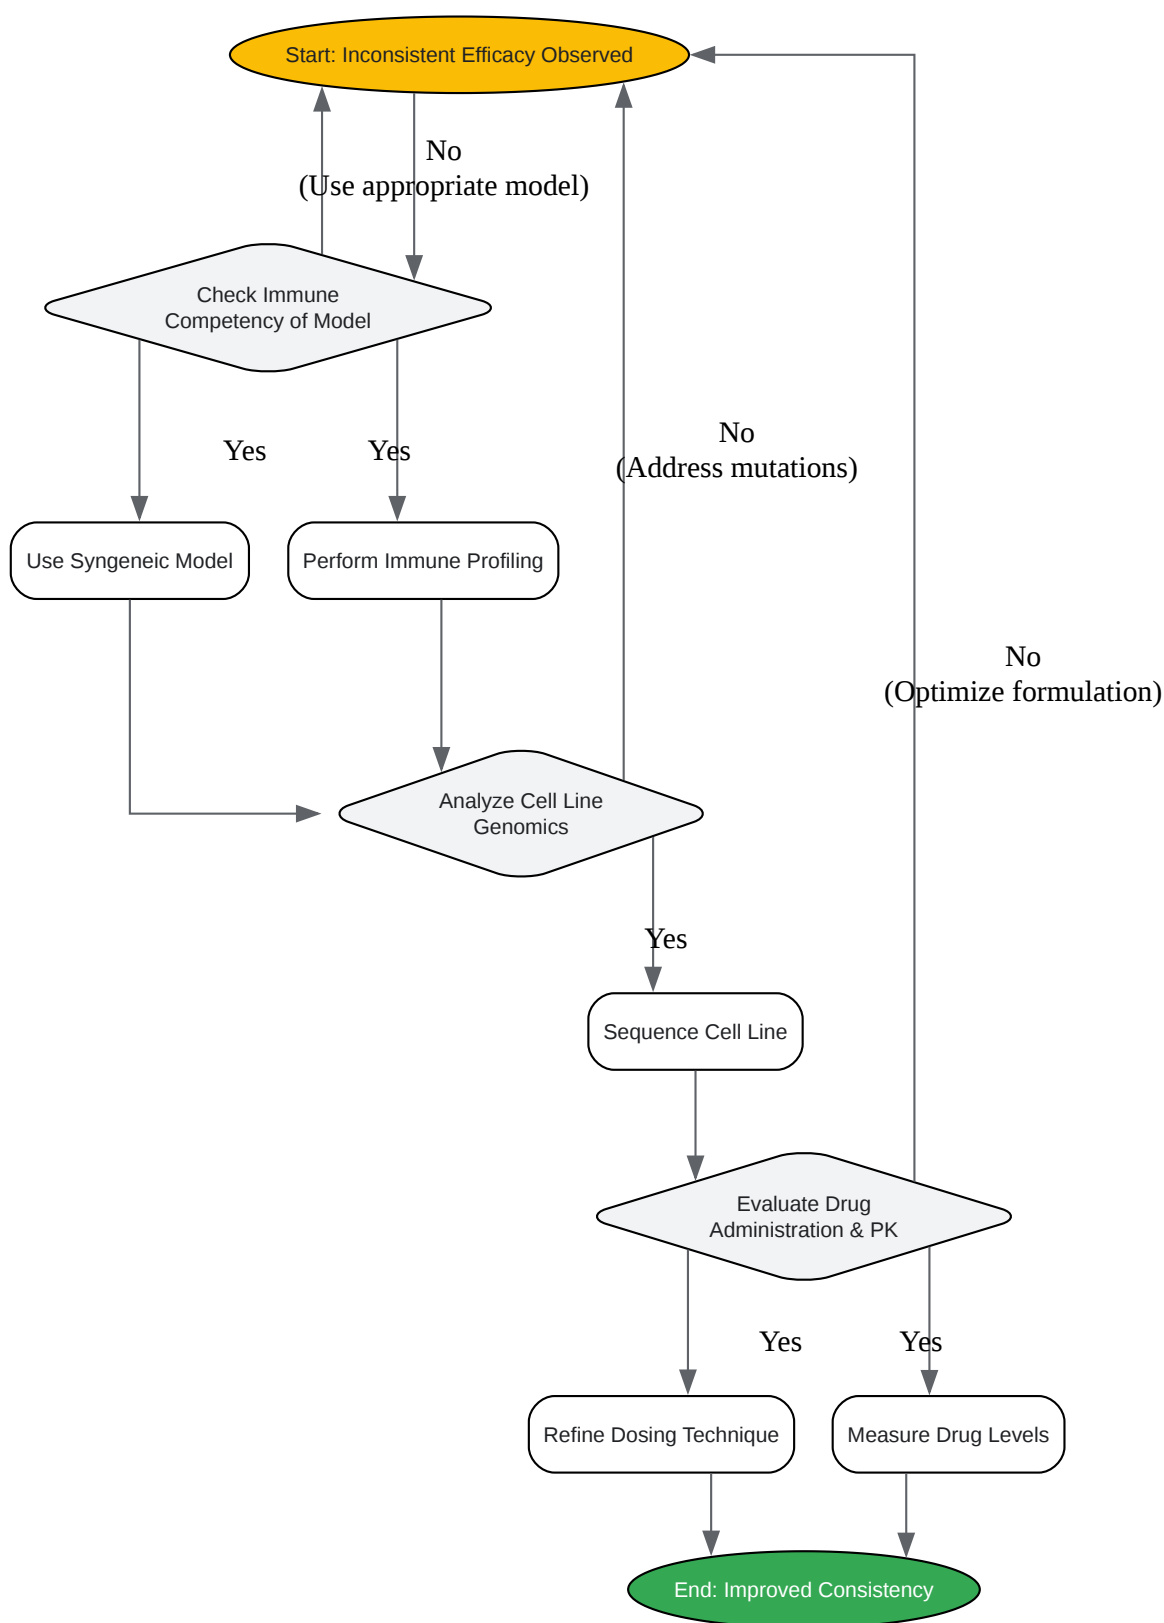 Start: Inconsistent Efficacy Observed
No
(Use appropriate model)
Check Immune
Competency of Model
Yes
Yes
No
(Address mutations)
Use Syngeneic Model
Perform Immune Profiling
No
(Optimize formulation)
Analyze Cell Line
Genomics
Yes
Sequence Cell Line
Evaluate Drug
Administration & PK
Yes
Yes
Refine Dosing Technique
Measure Drug Levels
End: Improved Consistency